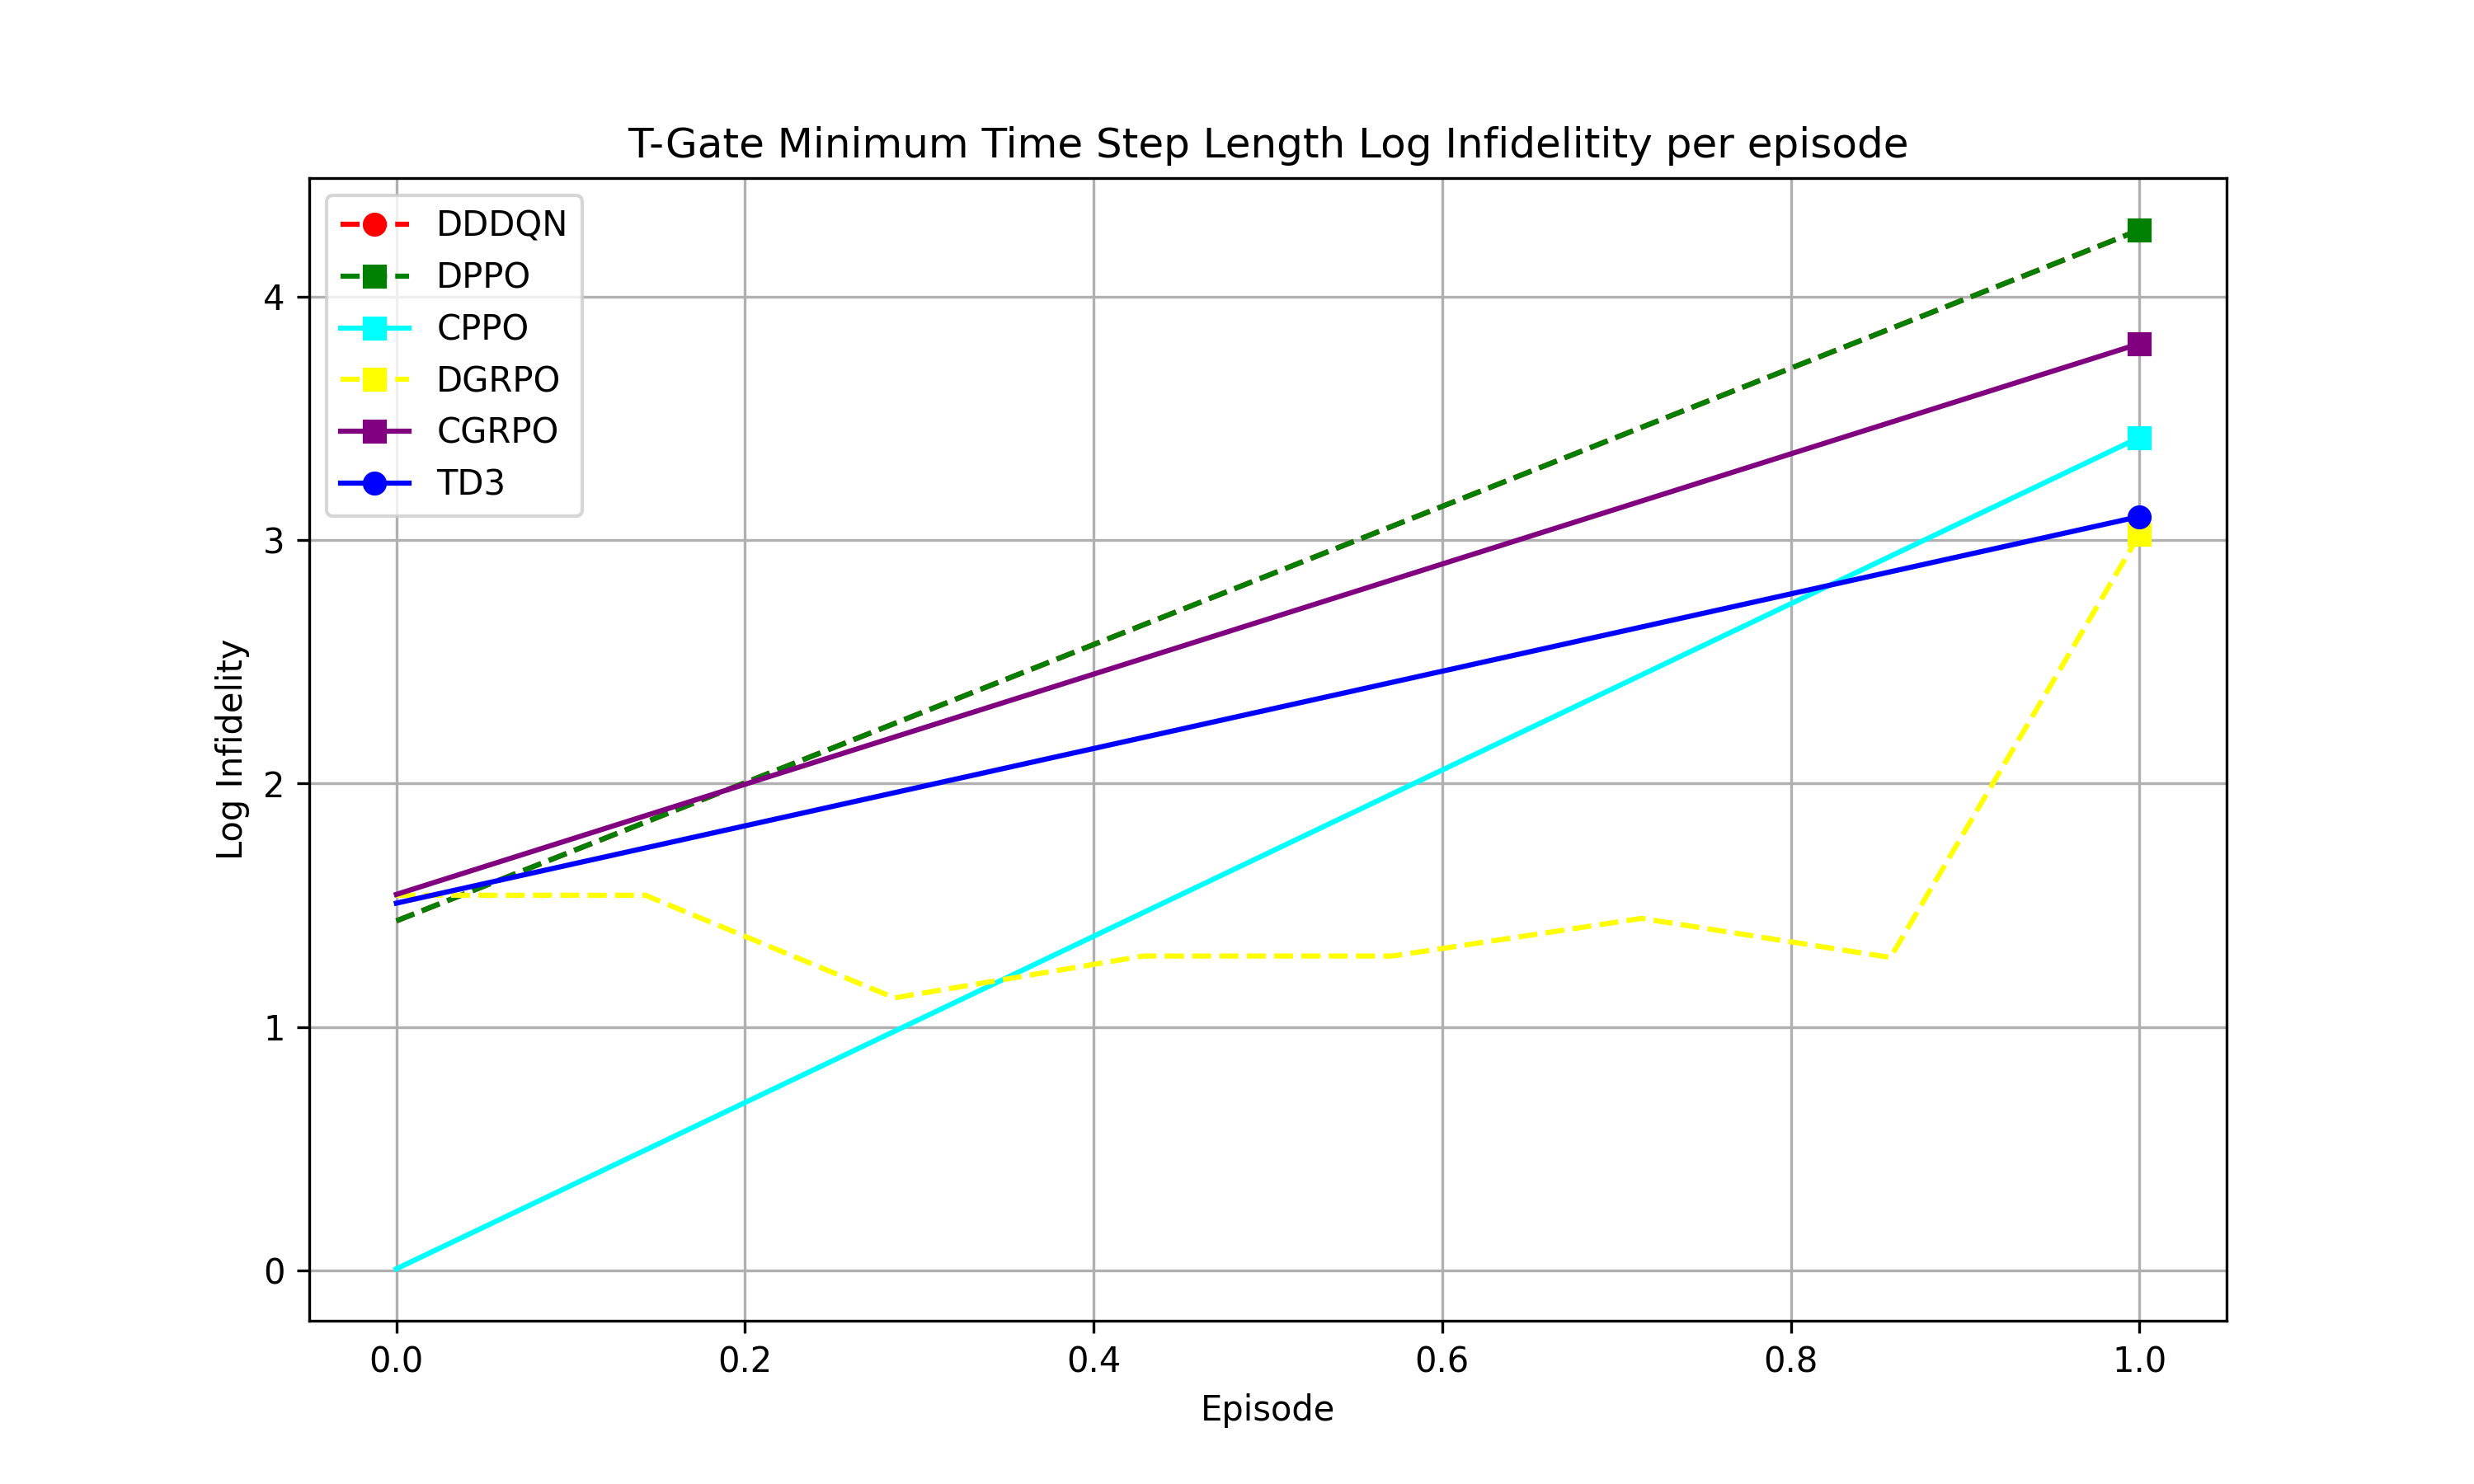 T-Gate Minimum Time Step Length Log Infidelitity per episode
DDDQN
DPPO
CPPO
DGRPO
CGRPO
TD3
Log Infidelity
4
3
2
1
0
0.0 0.2 0.4 0.6 0.8 1.0
Episode